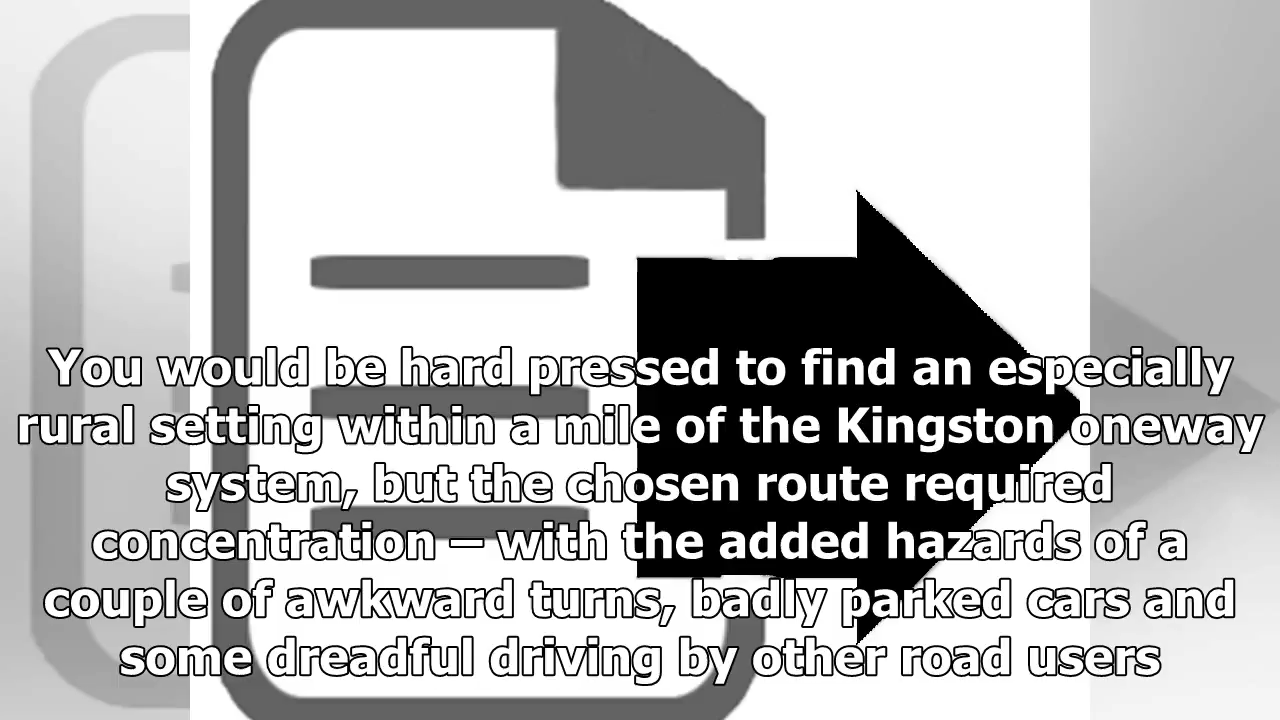 You would be hard pressed to find an especially
rural setting within a mile of the Kingston oneway
system, but the chosen route required
concentration – with the added hazards of a
couple of awkward turns, badly parked cars and
some dreadful driving by other road users